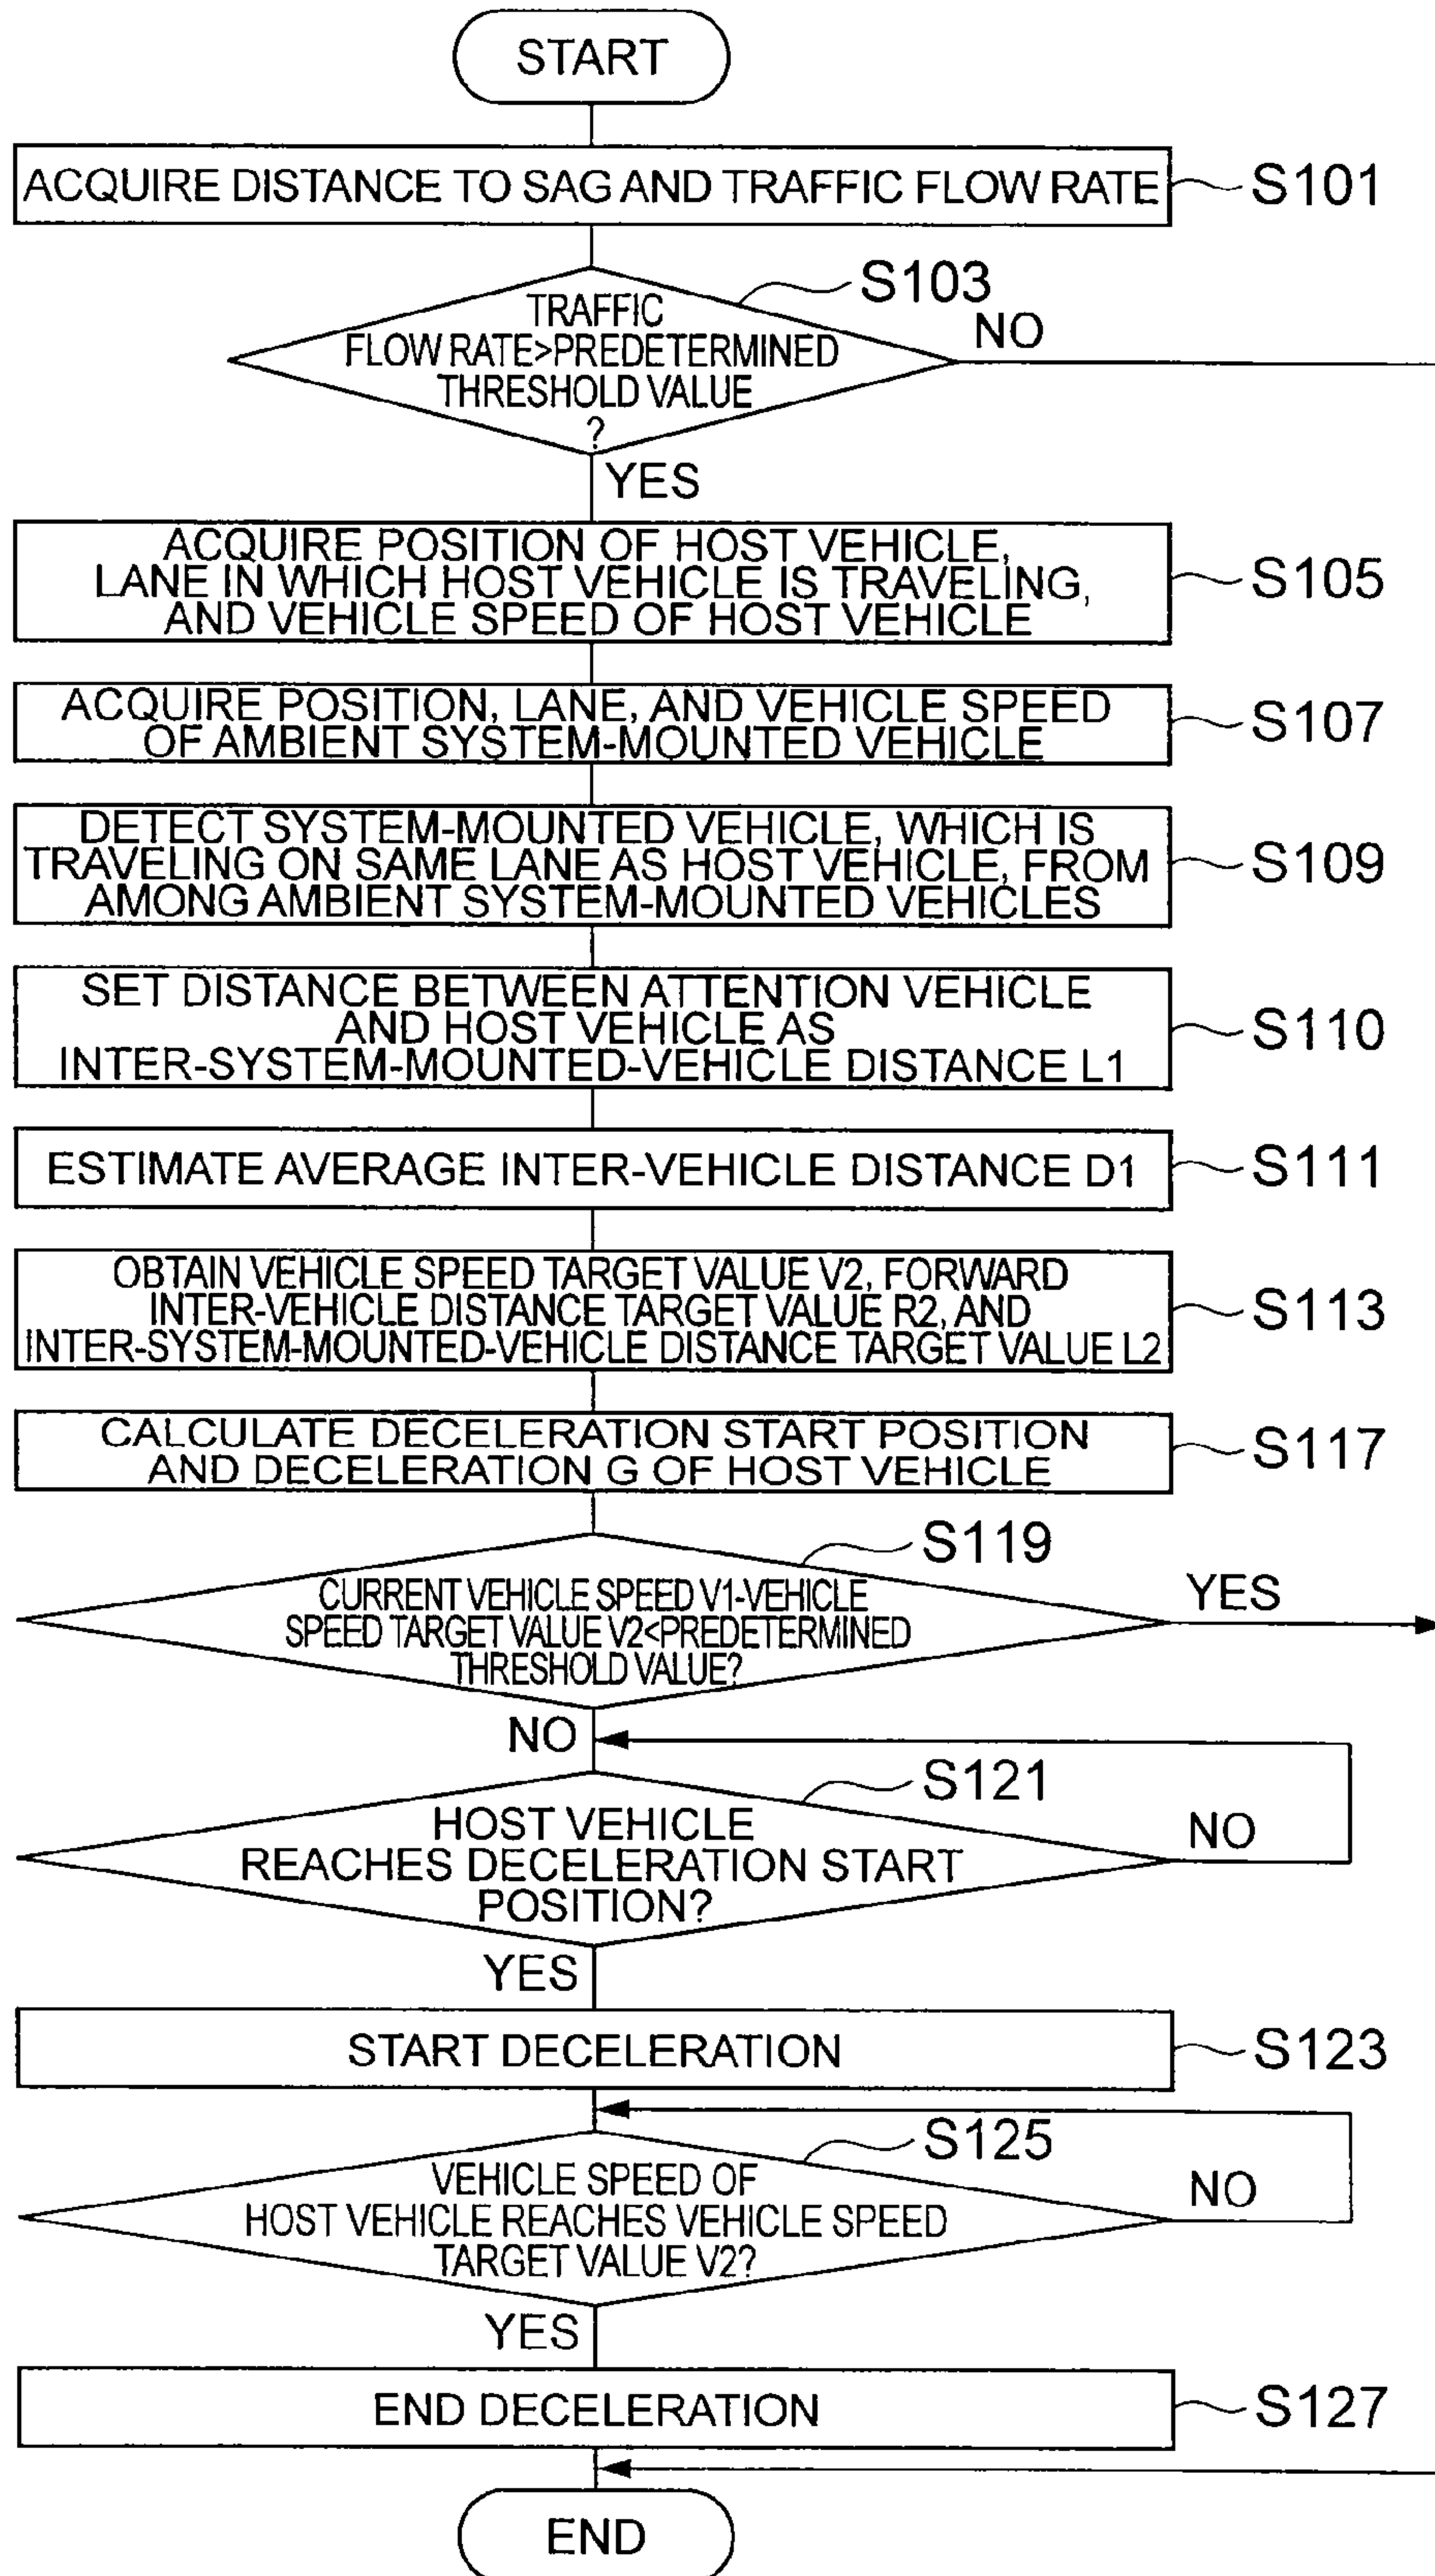 START
ACQUIRE DISTANCE TO SAG AND TRAFFIC FLOW RATE
S101
S103
TRAFFIC
FLOW RATE>PREDETERMINED
THRESHOLD VALUE
?
NO
YES
ACQUIRE POSITION OF HOST VEHICLE,
LANE IN WHICH HOST VEHICLE IS TRAVELING,
AND VEHICLE SPEED OF HOST VEHICLE
S105
ACQUIRE POSITION, LANE, AND VEHICLE SPEED
OF AMBIENT SYSTEM-MOUNTED VEHICLE
S107
DETECT SYSTEM-MOUNTED VEHICLE, WHICH IS
TRAVELING ON SAME LANE AS HOST VEHICLE, FROM
AMONG AMBIENT SYSTEM-MOUNTED VEHICLES
S109
SET DISTANCE BETWEEN ATTENTION VEHICLE
AND HOST VEHICLE AS
INTER-SYSTEM-MOUNTED-VEHICLE DISTANCE L1
S110
ESTIMATE AVERAGE INTER-VEHICLE DISTANCE D1
S111
OBTAIN VEHICLE SPEED TARGET VALUE V2, FORWARD
INTER-VEHICLE DISTANCE TARGET VALUE R2, AND
INTER-SYSTEM-MOUNTED-VEHICLE DISTANCE TARGET VALUE L2
S113
CALCULATE DECELERATION START POSITION
AND DECELERATION G OF HOST VEHICLE
S117
S119
CURRENT VEHICLE SPEED V1-VEHICLE
SPEED TARGET VALUE V2<PREDETERMINED
THRESHOLD VALUE?
YES
NO
S121
HOST VEHICLE
REACHES DECELERATION START
POSITION?
NO
YES
START DECELERATION
S123
S125
VEHICLE SPEED OF
HOST VEHICLE REACHES VEHICLE SPEED
TARGET VALUE V2?
NO
YES
END DECELERATION
S127
END